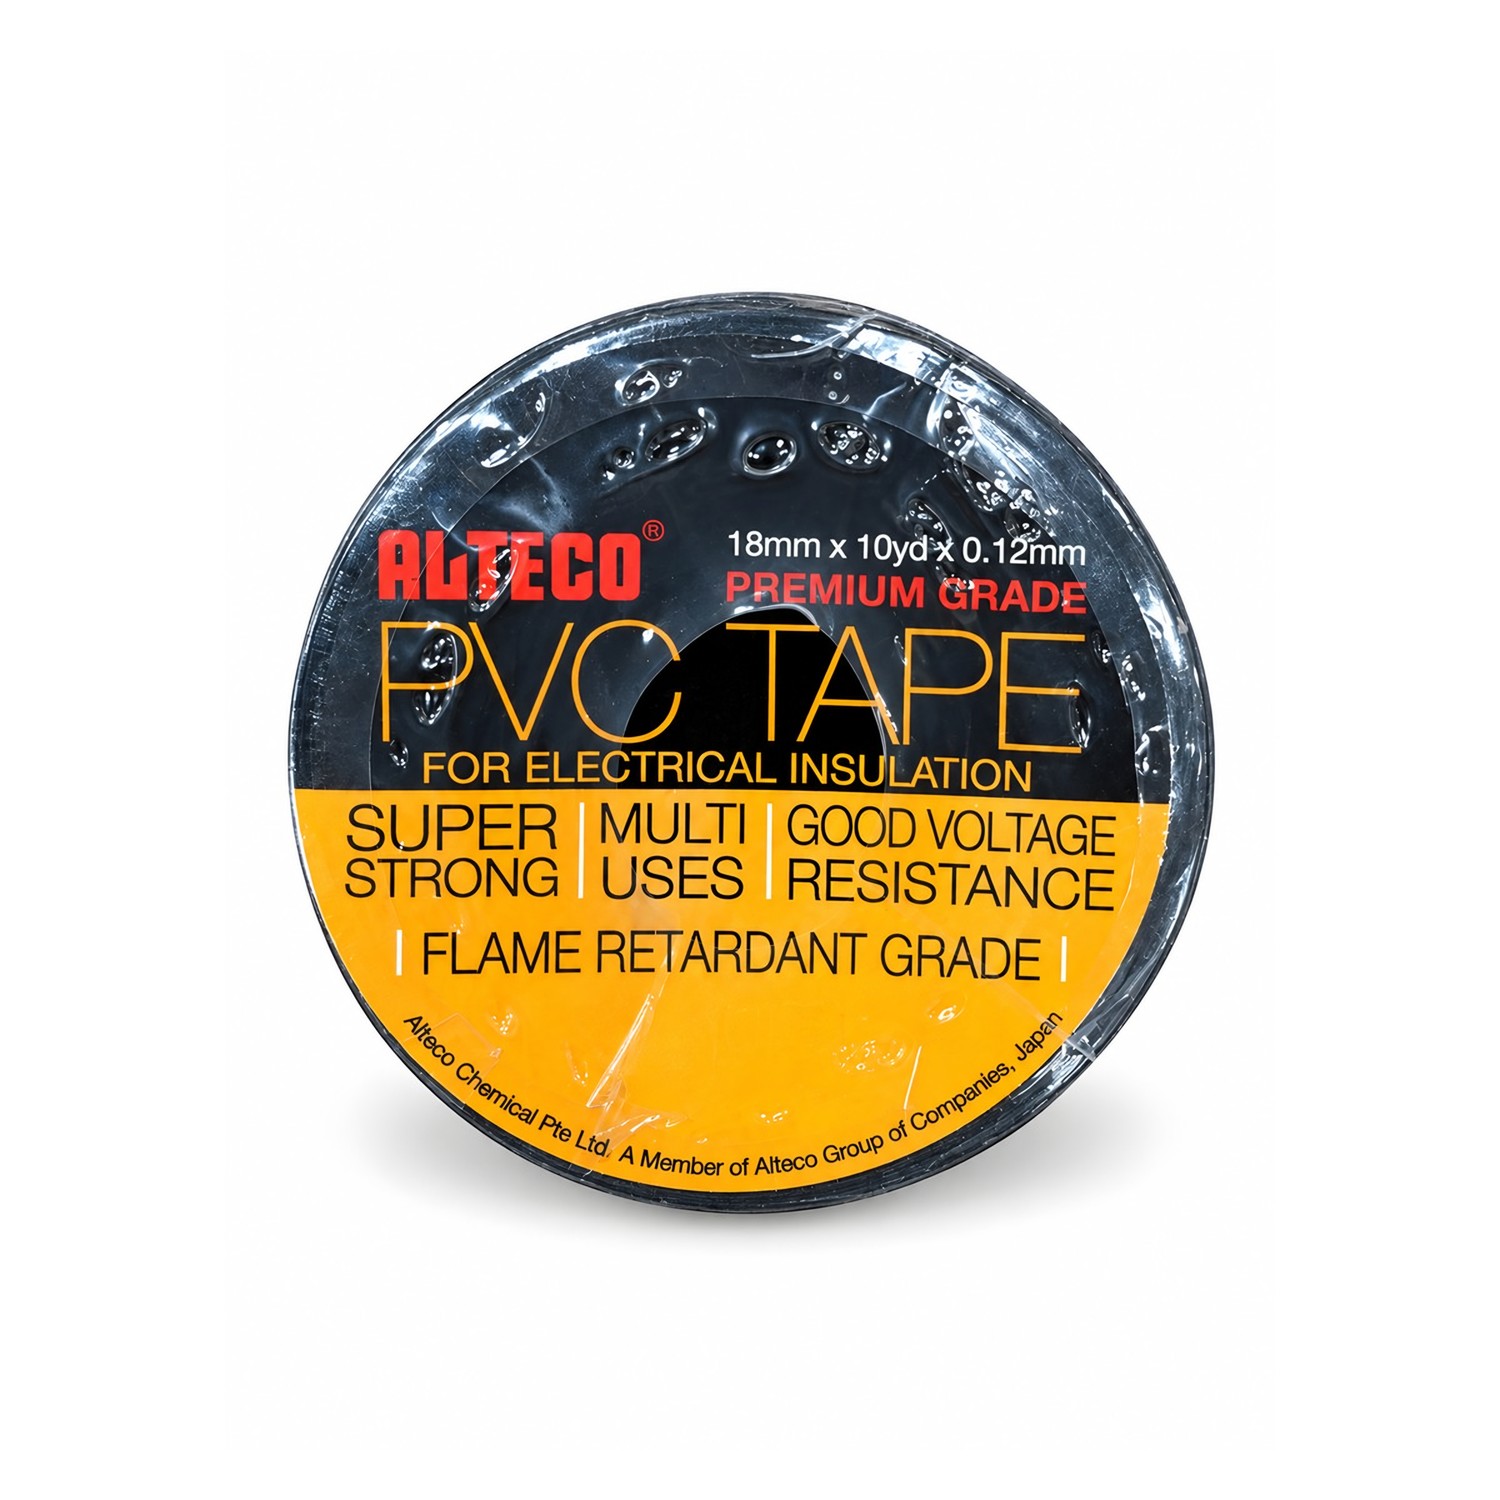 ALTECO®
18mm x 10yd x 0.12mm
PREMIUM GRADE
PVC TAPE
FOR ELECTRICAL INSULATION
SUPER STRONG
MULTI USES
GOOD VOLTAGE RESISTANCE
FLAME RETARDANT GRADE
Alteco Chemical Pte Ltd. A Member of Alteco Group of Companies, Japan